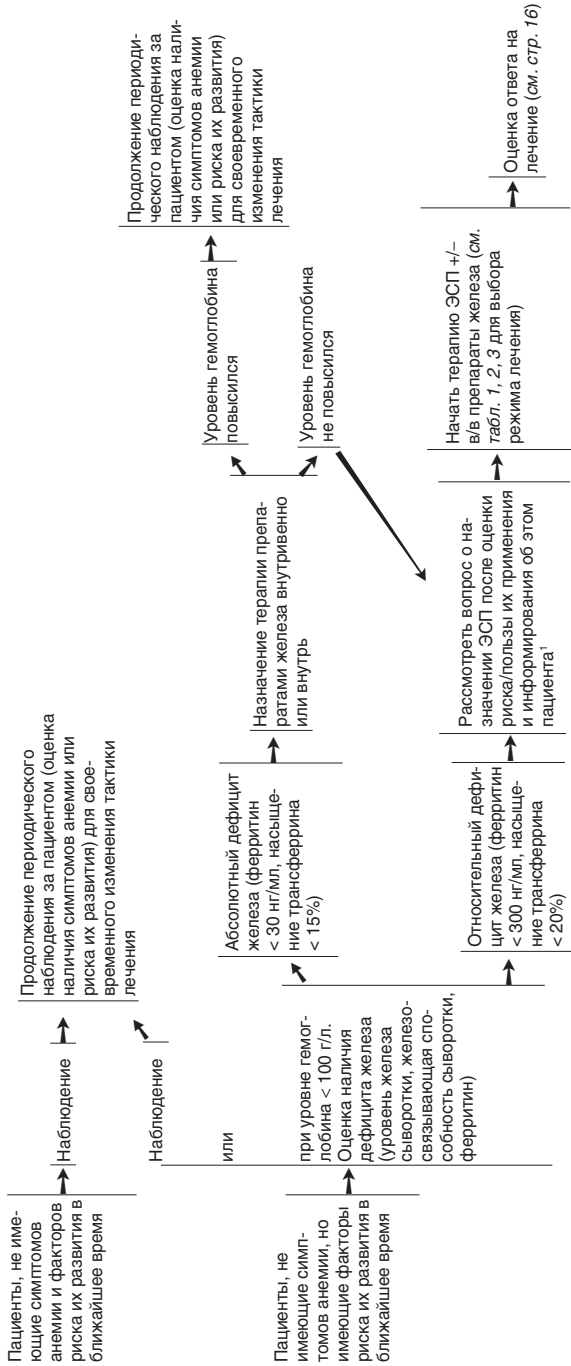 Пациенты, не име-
ющие симптомов
анемии и факторов
риска их развития в
ближайшее время
Наблюдение
Продолжение периодического
наблюдения за пациентом (оценка
наличия симптомов анемии или
риска их развития) для свое-
временного изменения тактики
лечения
Пациенты, не
имеющие симп-
томов анемии, но
имеющие факторы
риска их развития в
ближайшее время
Наблюдение
или
при уровне гемог-
лобина < 100 г/л.
Оценка наличия
дефицита железа
(уровень железа
сыворотки, железо-
связывающая спо-
собность сыворотки,
ферритин)
Абсолютный дефицит
железа (ферритин
< 30 нг/мл, насыще-
ние трансферрина
< 15%)
Назначение терапии препа-
ратами железа внутривенно
или внутрь
Уровень гемоглобина
повысился
Продолжение периоди-
ческого наблюдения за
пациентом (оценка нали-
чия симптомов анемии
или риска их развития)
для своевременного
изменения тактики
лечения
Уровень гемоглобина
не повысился
Относительный дефи-
цит железа (ферритин
< 300 нг/мл, насыще-
ние трансферрина
<20%)
Рассмотреть вопрос о на-
значении ЭСП после оценки
риска/пользы их применения
и информирования об этом
пациента¹
Начать терапию ЭСП +/–
в/в препараты железа (см.
табл. 1, 2, 3 для выбора
режима лечения)
Оценка ответа на
лечение (см. стр. 16)